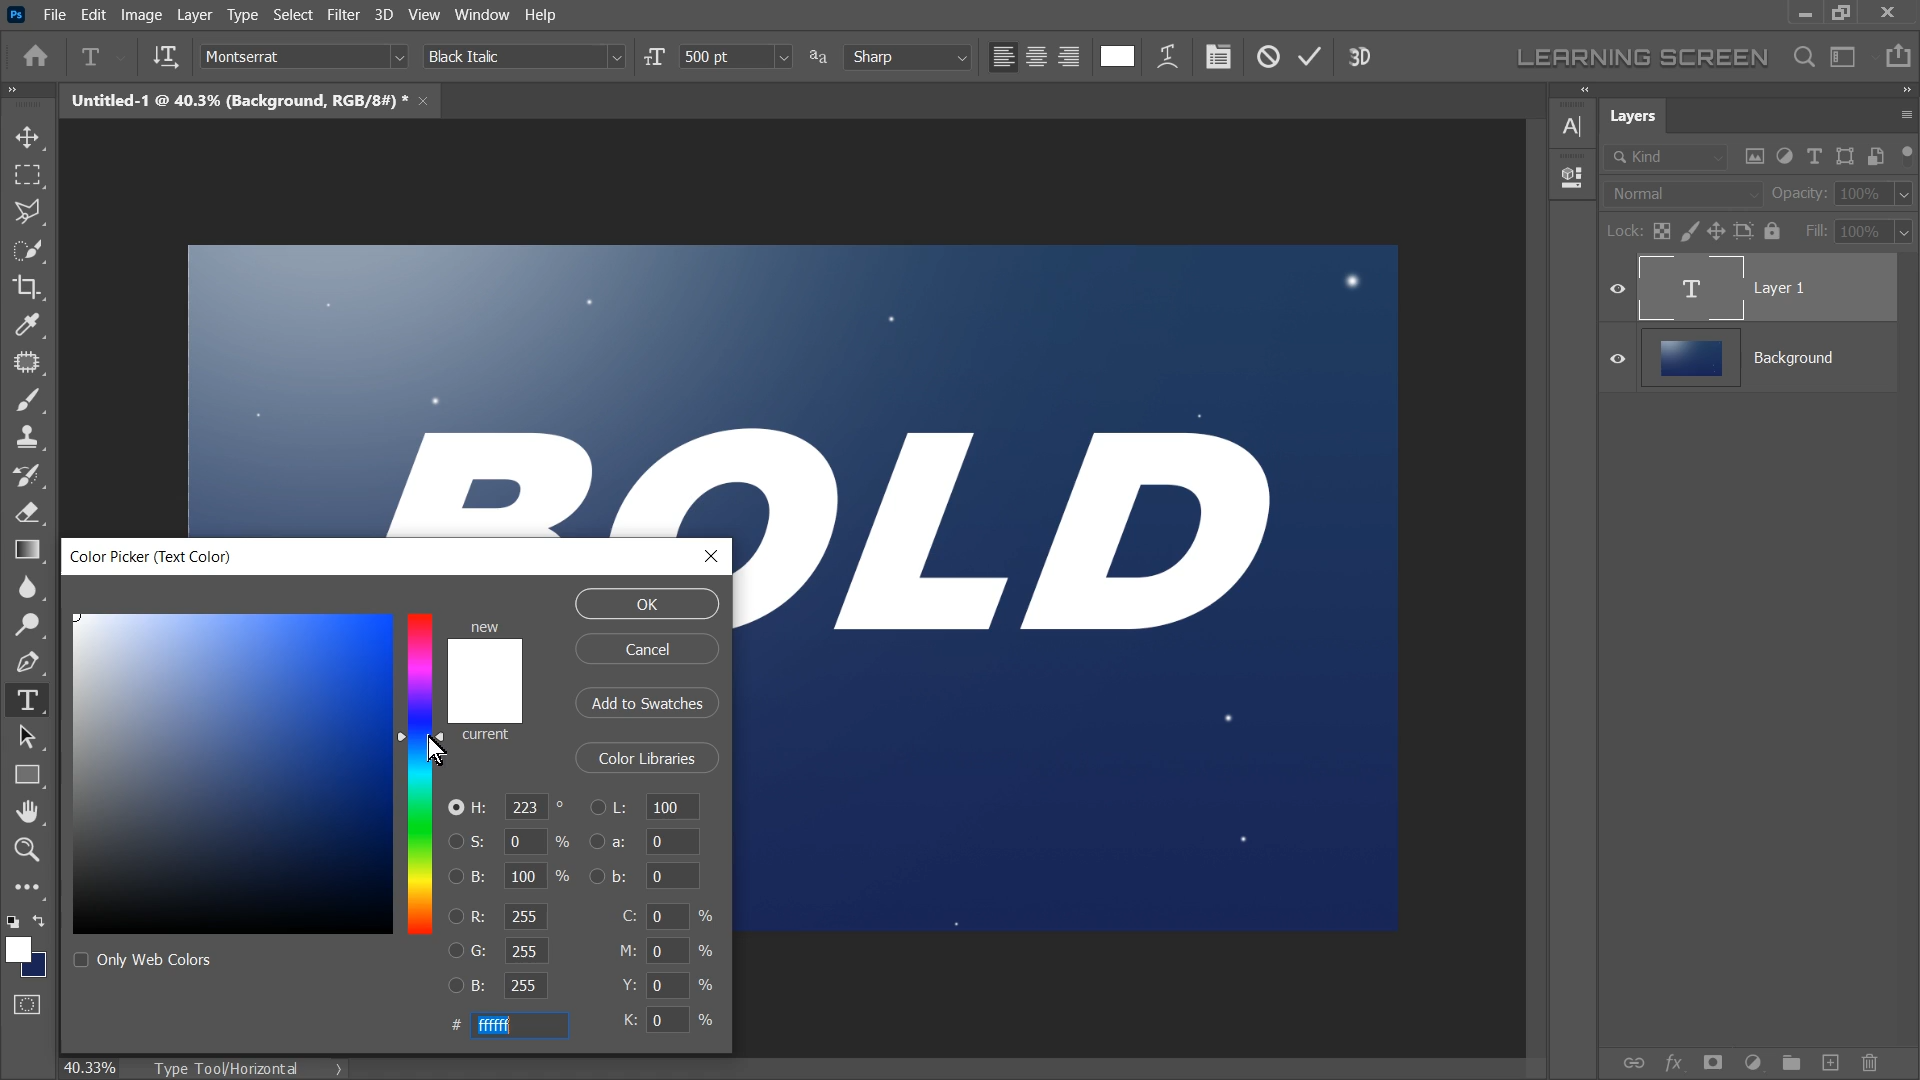 Ps File Edit Image Layer Type Select Filter 3D View Window Help
T Montserrat Black Italic 500 pt aa Sharp 3D LEARNING SCREEN
Untitled-1 @ 40.3% (Background, RGB/8#) * ×
Layers
Kind
Normal Opacity: 100%
Lock: Fill: 100%
T Layer 1
Background
BOLD
Color Picker (Text Color)
OK
new
Cancel
Add to Swatches
current
Color Libraries
H: 223 ° L: 100
S: 0 % a: 0
B: 100 % b: 0
R: 255 C: 0 %
G: 255 M: 0 %
Only Web Colors
B: 255 Y: 0 %
# ffffff K: 0 %
40.33% Type Tool/Horizontal
fx